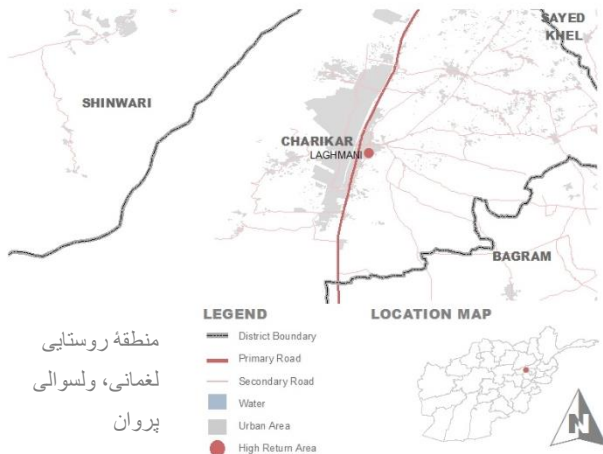 SAYED
KHEL
SHINWARI
CHARIKAR
LAGHMANI
BAGRAM
LEGEND
District Boundary
Primary Road
Secondary Road
Water
Urban Area
High Return Area
LOCATION MAP
N
منطقهٔ روستایی
لغمانی، ولسوالی
پروان